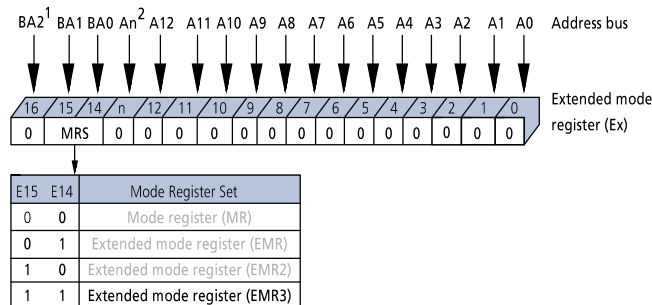 BA2¹ BA1 BA0 An² A12 A11 A10 A9 A8 A7 A6 A5 A4 A3 A2 A1 A0 Address bus
16 15 14 n 12 11 10 9 8 7 6 5 4 3 2 1 0 Extended mode
register (Ex)
0 MRS 0 0 0 0 0 0 0 0 0 0 0 0 0 0
E15 E14 Mode Register Set
0 0 Mode register (MR)
0 1 Extended mode register (EMR)
1 0 Extended mode register (EMR2)
1 1 Extended mode register (EMR3)